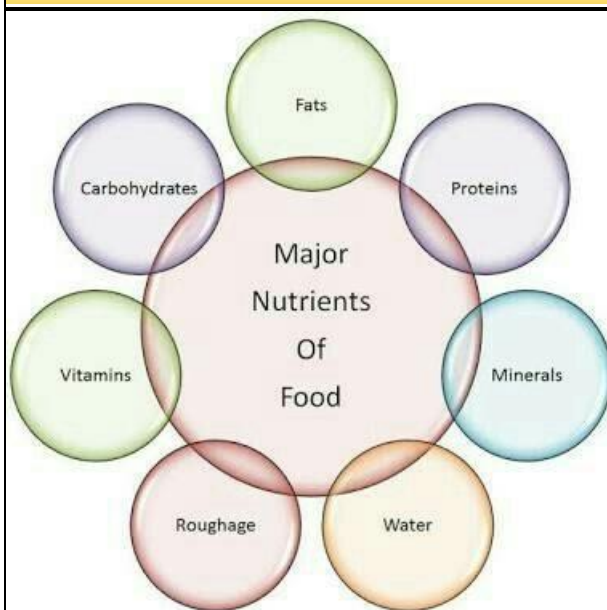 Fats
Carbohydrates
Proteins
Major
Nutrients
Of
Food
Vitamins
Minerals
Roughage
Water